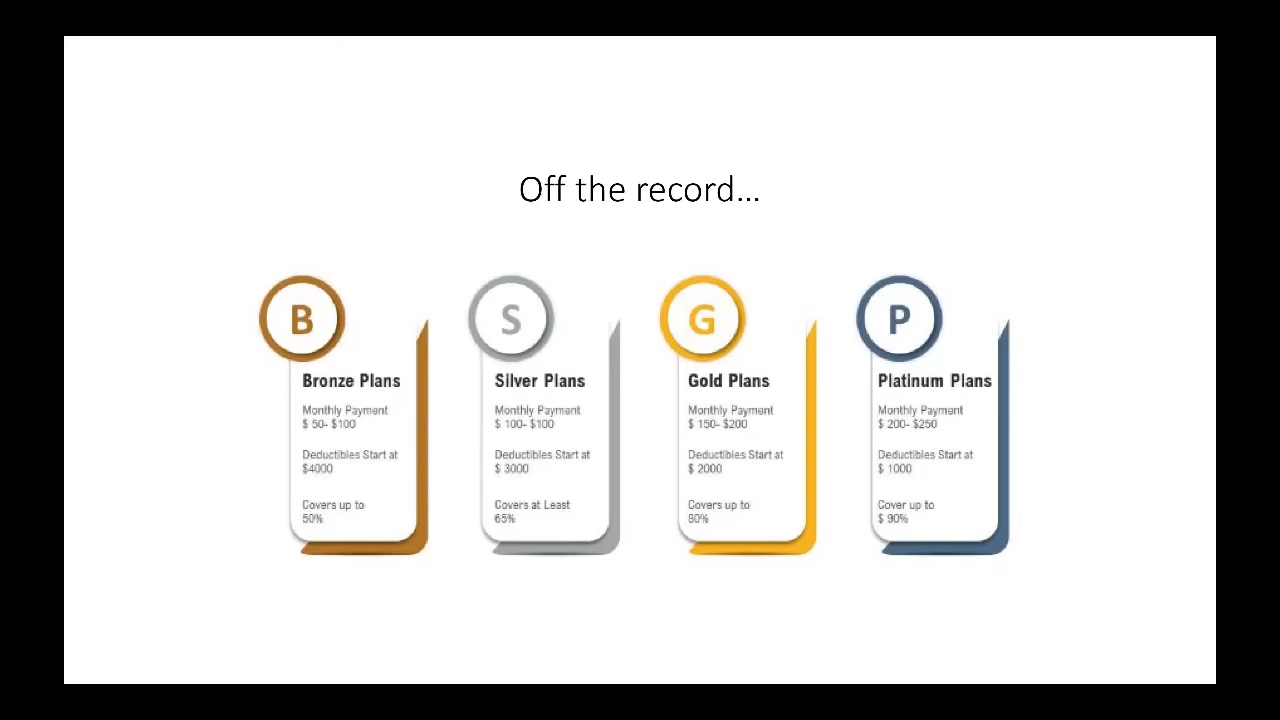 Off the record...
B
Bronze Plans
Monthly Payment
$ 50- $100
Deductibles Start at
$4000
Covers up to
50%
S
Silver Plans
Monthly Payment
$ 100- $100
Deductibles Start at
$ 3000
Covers at Least
65%
G
Gold Plans
Monthly Payment
$ 150- $200
Deductibles Start at
$ 2000
Covers up to
80%
P
Platinum Plans
Monthly Payment
$ 200- $250
Deductibles Start at
$ 1000
Cover up to
$ 90%